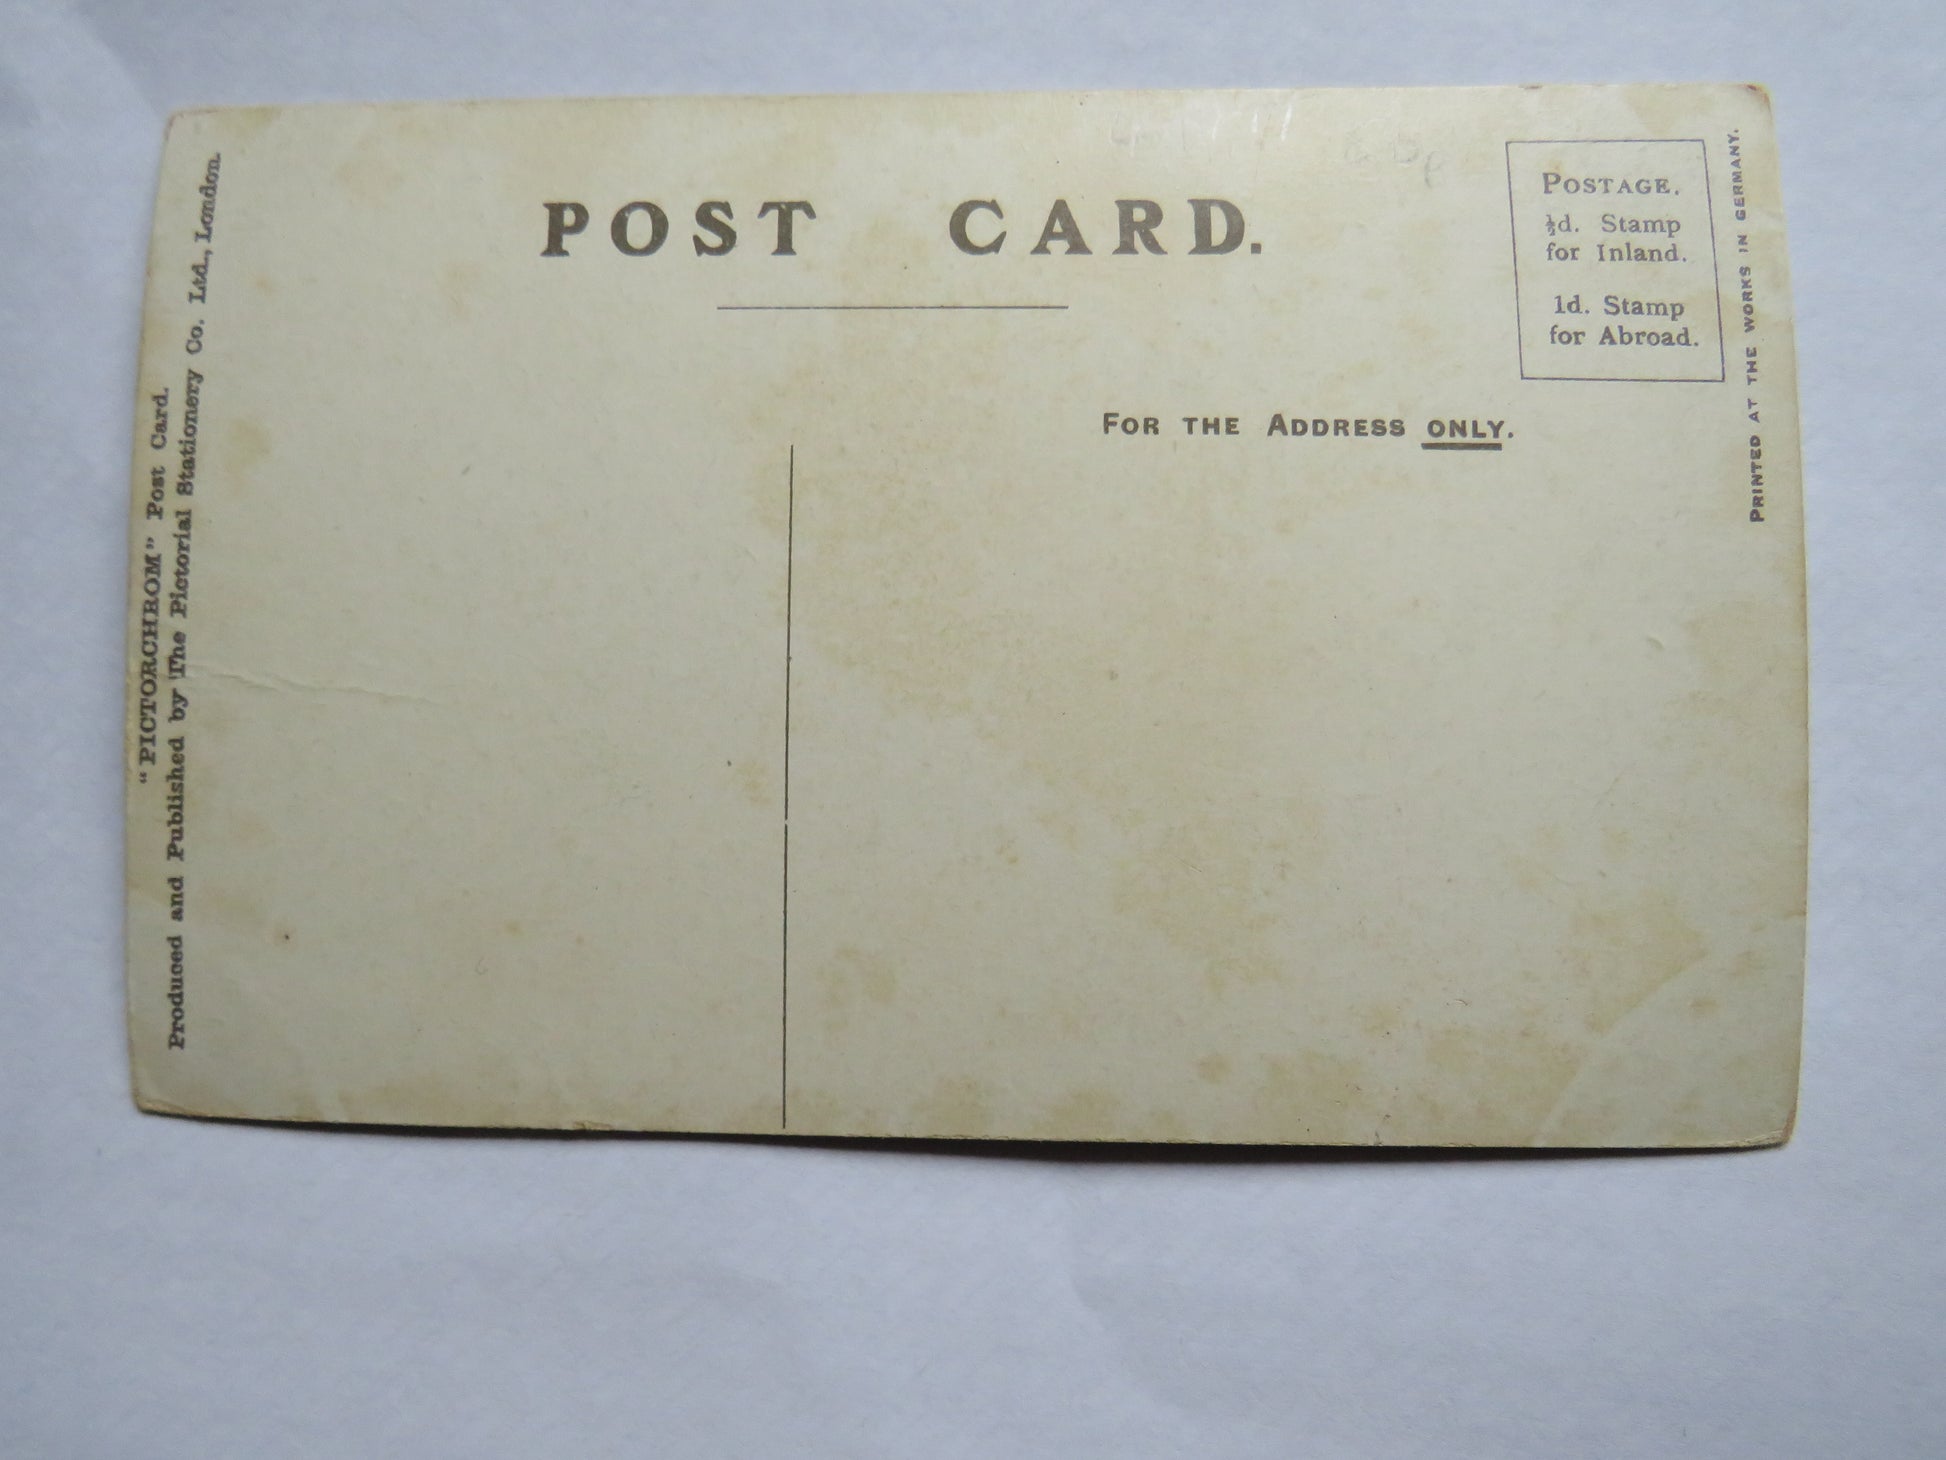 POST CARD.
POSTAGE.
½d. Stamp
for Inland.
1d. Stamp
for Abroad.
FOR THE ADDRESS ONLY.
"PICTORCHROM" Post Card.
Produced and Published by The Pictorial Stationery Co. Ltd., London.
PRINTED AT THE WORKS IN GERMANY.